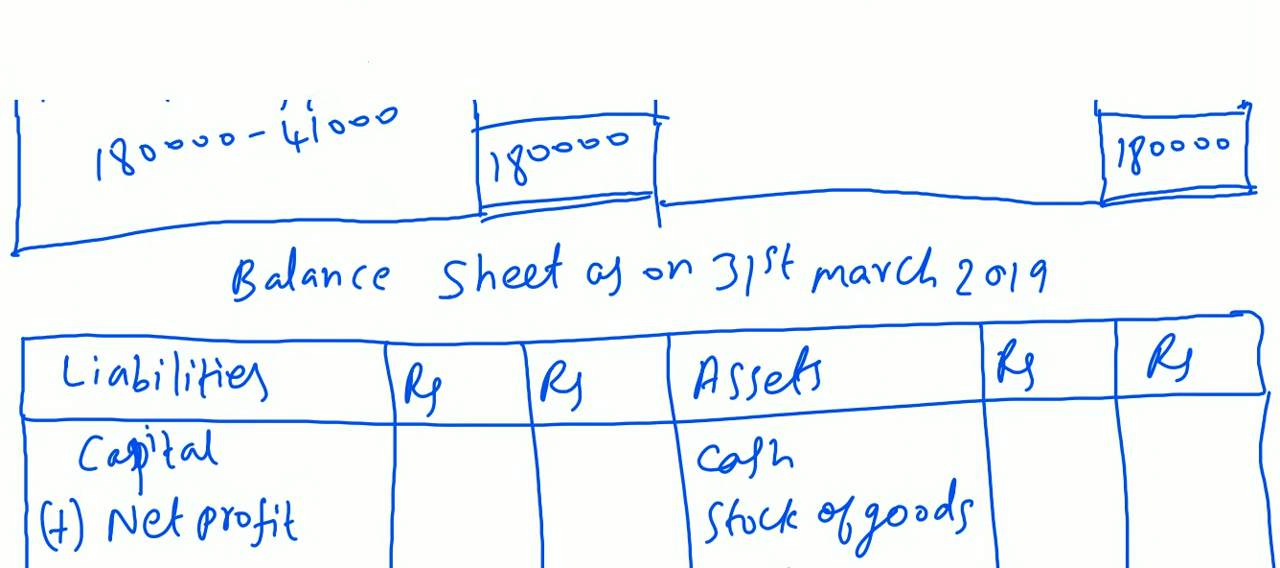 180000-41000 180000 180000
Balance Sheet as on 31st march 2019
Liabilities Rs Rs Assets Rs Rs
Capital cash
(+) Net profit Stock of goods